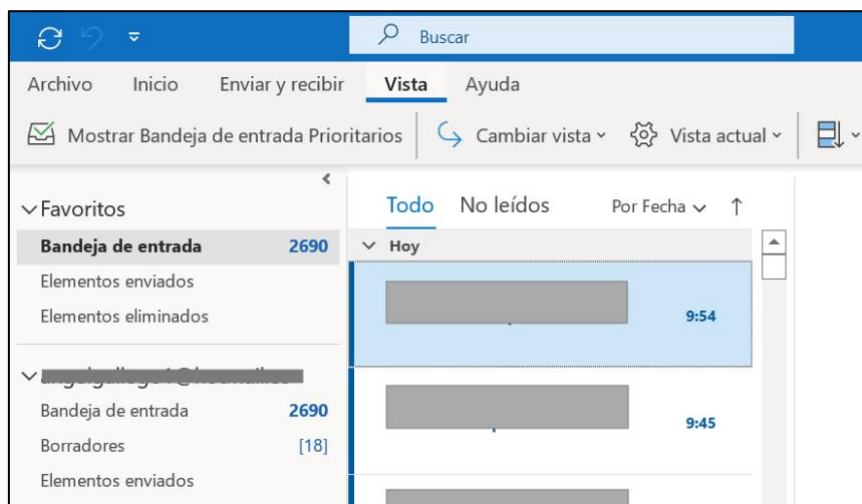 Buscar
Archivo Inicio Enviar y recibir Vista Ayuda
Mostrar Bandeja de entrada Prioritarios Cambiar vista Vista actual
Favoritos
Bandeja de entrada 2690
Elementos enviados
Elementos eliminados
Bandeja de entrada 2690
Borradores [18]
Elementos enviados
Todo No leídos Por Fecha
Hoy
9:54
9:45